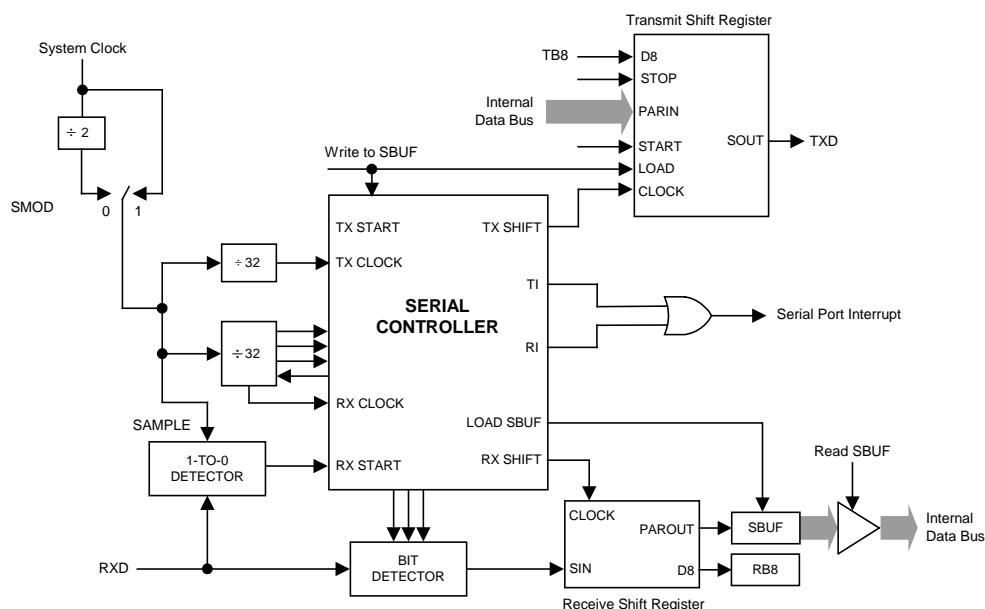 Transmit Shift Register
System Clock
TB8
D8
STOP
Internal
Data Bus
PARIN
÷ 2
START
SOUT
TXD
Write to SBUF
LOAD
CLOCK
SMOD
0
1
TX START
TX SHIFT
÷32
TX CLOCK
TI
SERIAL
CONTROLLER
Serial Port Interrupt
÷32
RI
RX CLOCK
SAMPLE
LOAD SBUF
1-TO-0
DETECTOR
RX START
RX SHIFT
Read SBUF
CLOCK
PAROUT
SBUF
Internal
Data Bus
RXD
BIT
DETECTOR
SIN
D8
RB8
Receive Shift Register